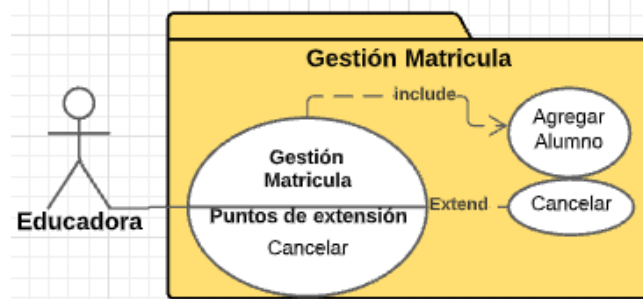 Gestión Matricula
include
Agregar
Alumno
Gestión
Matricula
Educadora
Puntos de extensión
Cancelar
Extend
Cancelar